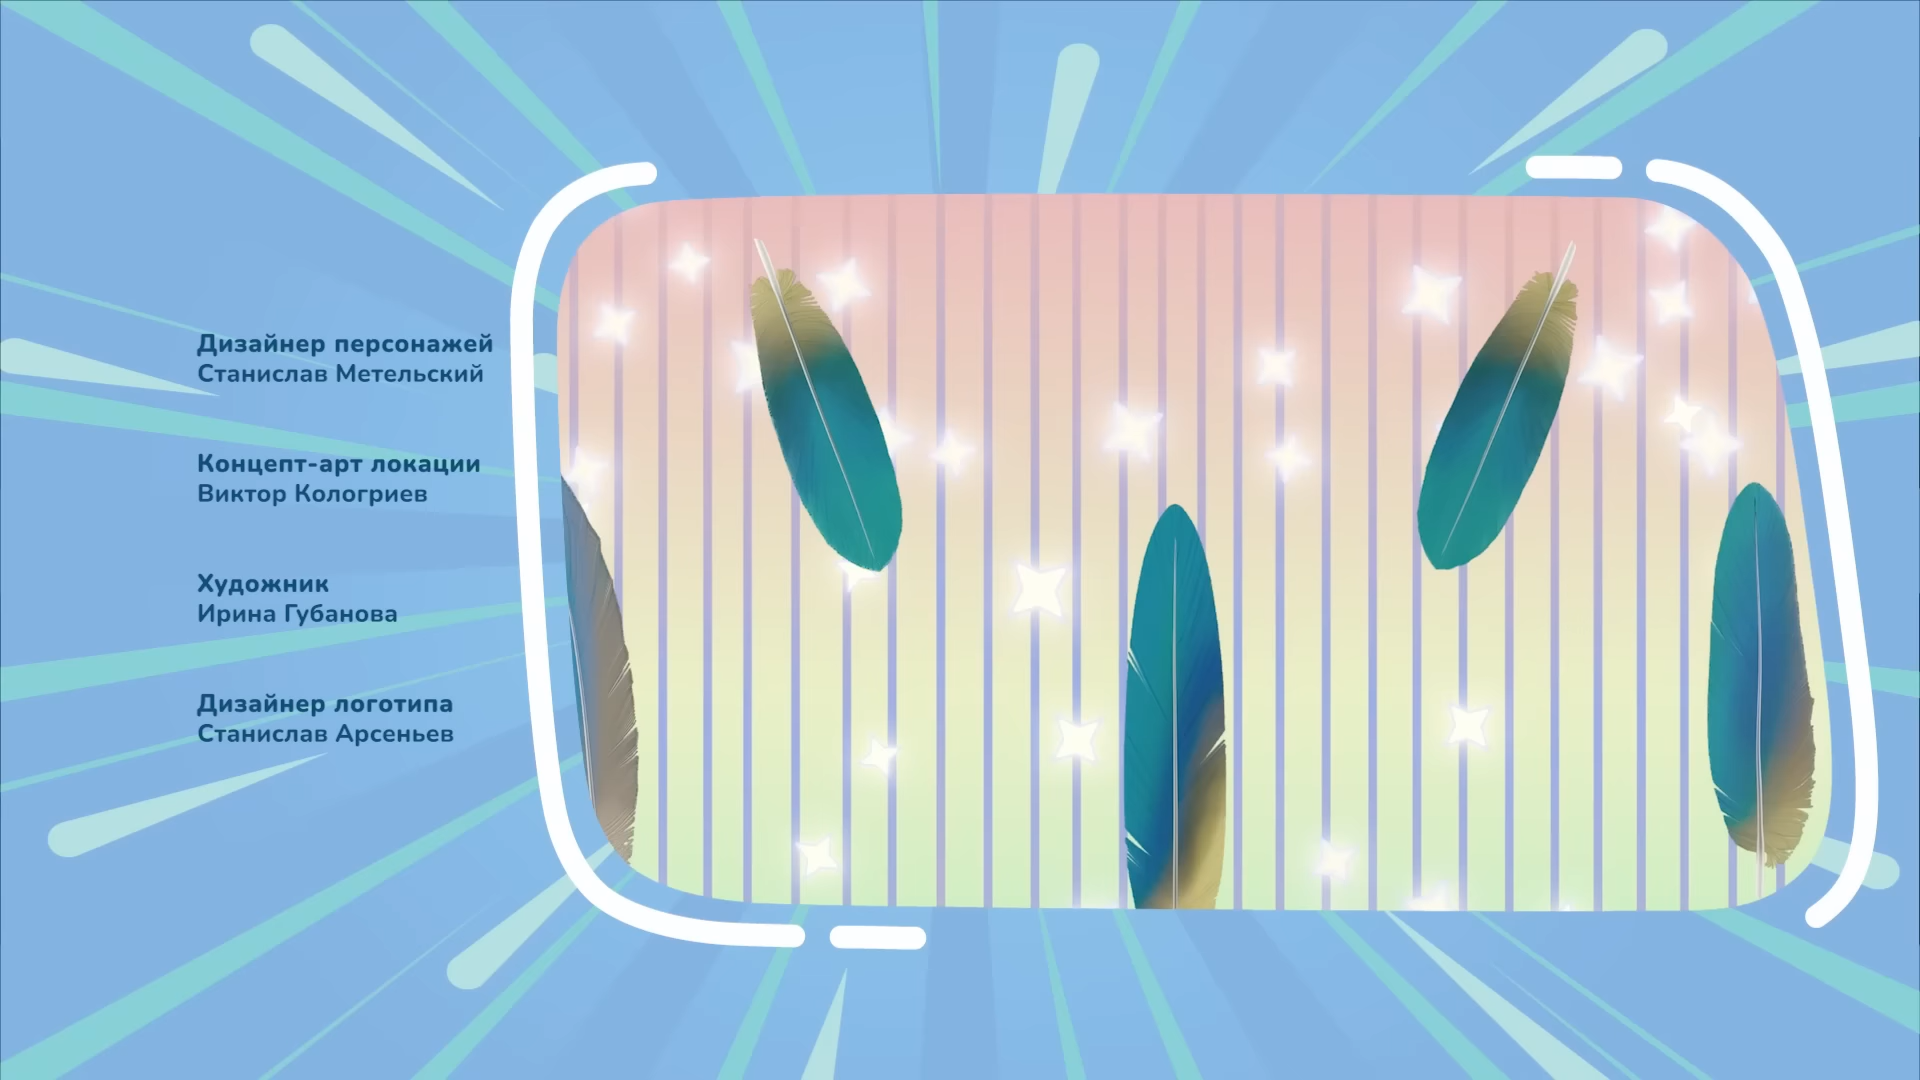 Дизайнер персонажей
Станислав Метельский
Концепт-арт локации
Виктор Кологриев
Художник
Ирина Губанова
Дизайнер логотипа
Станислав Арсеньев